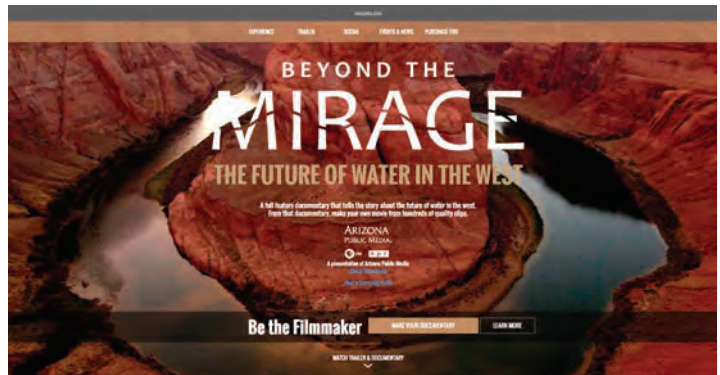 EXPERIENCE TRAILER SOCIAL EVENTS & NEWS PURCHASE DVD
BEYOND THE
MIRAGE
THE FUTURE OF WATER IN THE WEST
A full feature documentary that tells the story about the future of water in the west.
From that documentary, make your own movie from hundreds of quality clips.
ARIZONA
PUBLIC MEDIA.
PBS npr
A presentation of Arizona Public Media
Be the Filmmaker MAKE YOUR DOCUMENTARY LEARN MORE
WATCH TRAILER & DOCUMENTARY